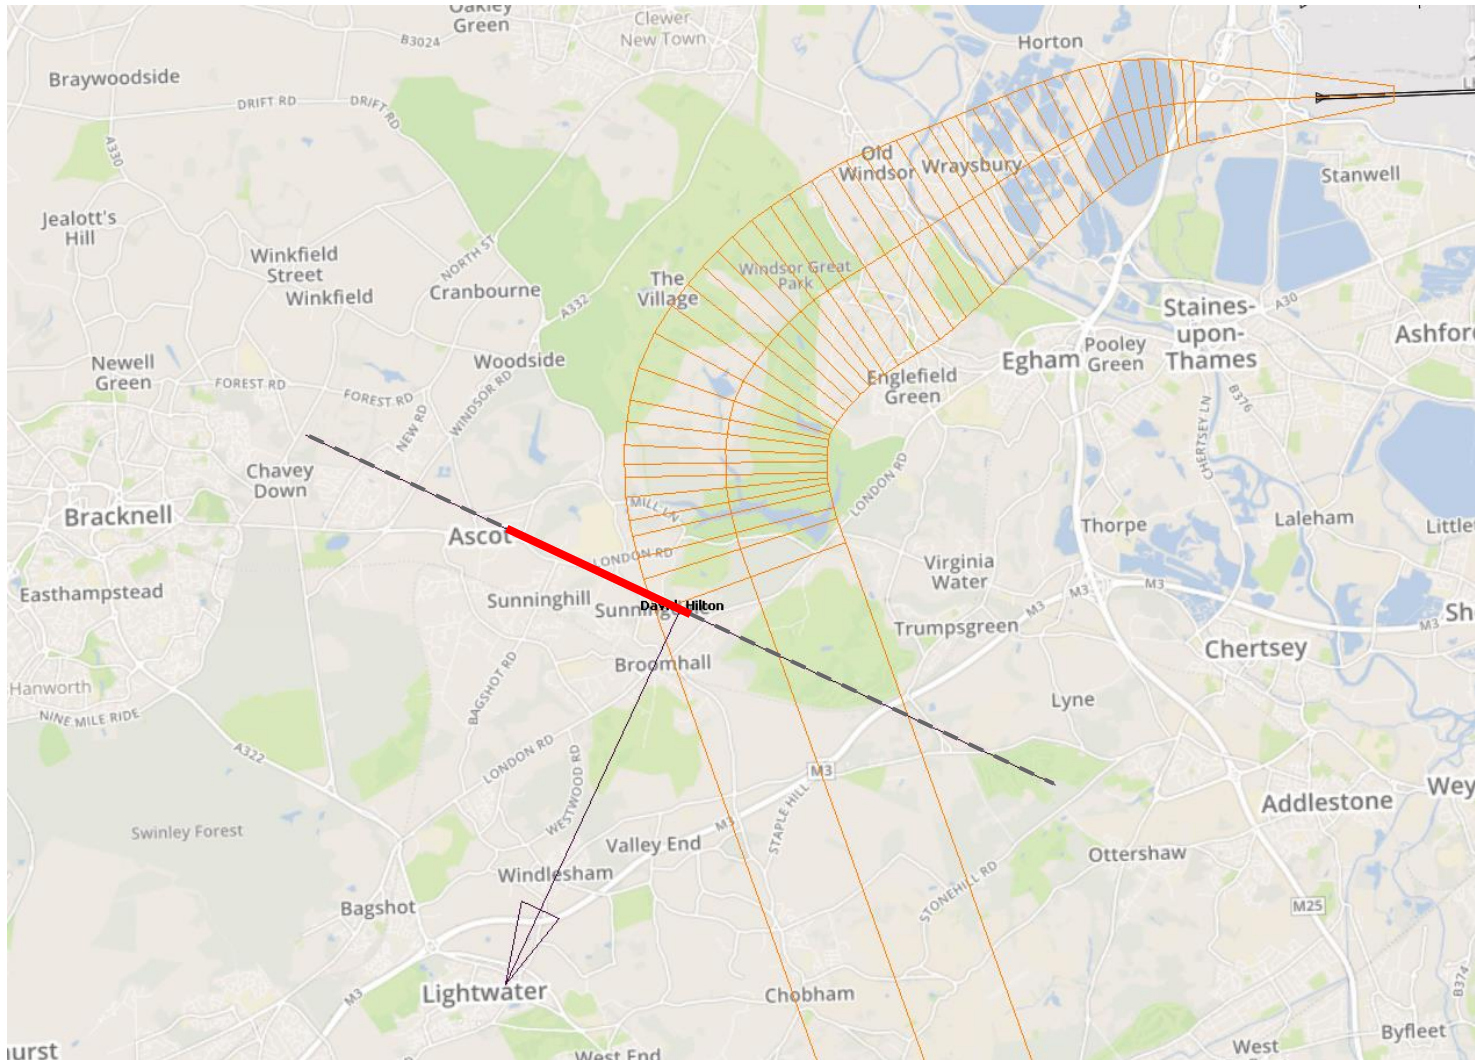 Oakley
Green
Clewer
New Town
B3024
Horton
Braywoodside
DRIFT RD
DRIFT RD
A330
Old
Windsor
Wraysbury
Stanwell
Jealott's
Hill
NORTH ST
Winkfield
Street
Winkfield
Cranbourne
A332
The
Village
Windsor Great
Park
A30
Staines-
upon-
Thames
Ashford
Newell
Green
Woodside
Egham
Pooley
Green
FOREST RD
FOREST RD
NEW RD
WINDSOR RD
Englefield
Green
B376
CHERTSEY LN
Chavey
Down
LONDON RD
Bracknell
Ascot
MILL LN
Thorpe
Laleham
LONDON RD
Virginia
Water
M3
M3
M3
M3
Easthampstead
Sunninghill
Trumpsgreen
Broomhall
Chertsey
Hanworth
NINE MILE RIDE
BAGSHOT RD
A322
LONDON RD
Lyne
M3
WESTWOOD RD
STAPLE HILL
Addlestone
Swinley Forest
M3
Valley End
Ottershaw
Windlesham
STONEHILL RD
Bagshot
M25
Lightwater
M3
Chobham
B374
Byfleet
West End
West